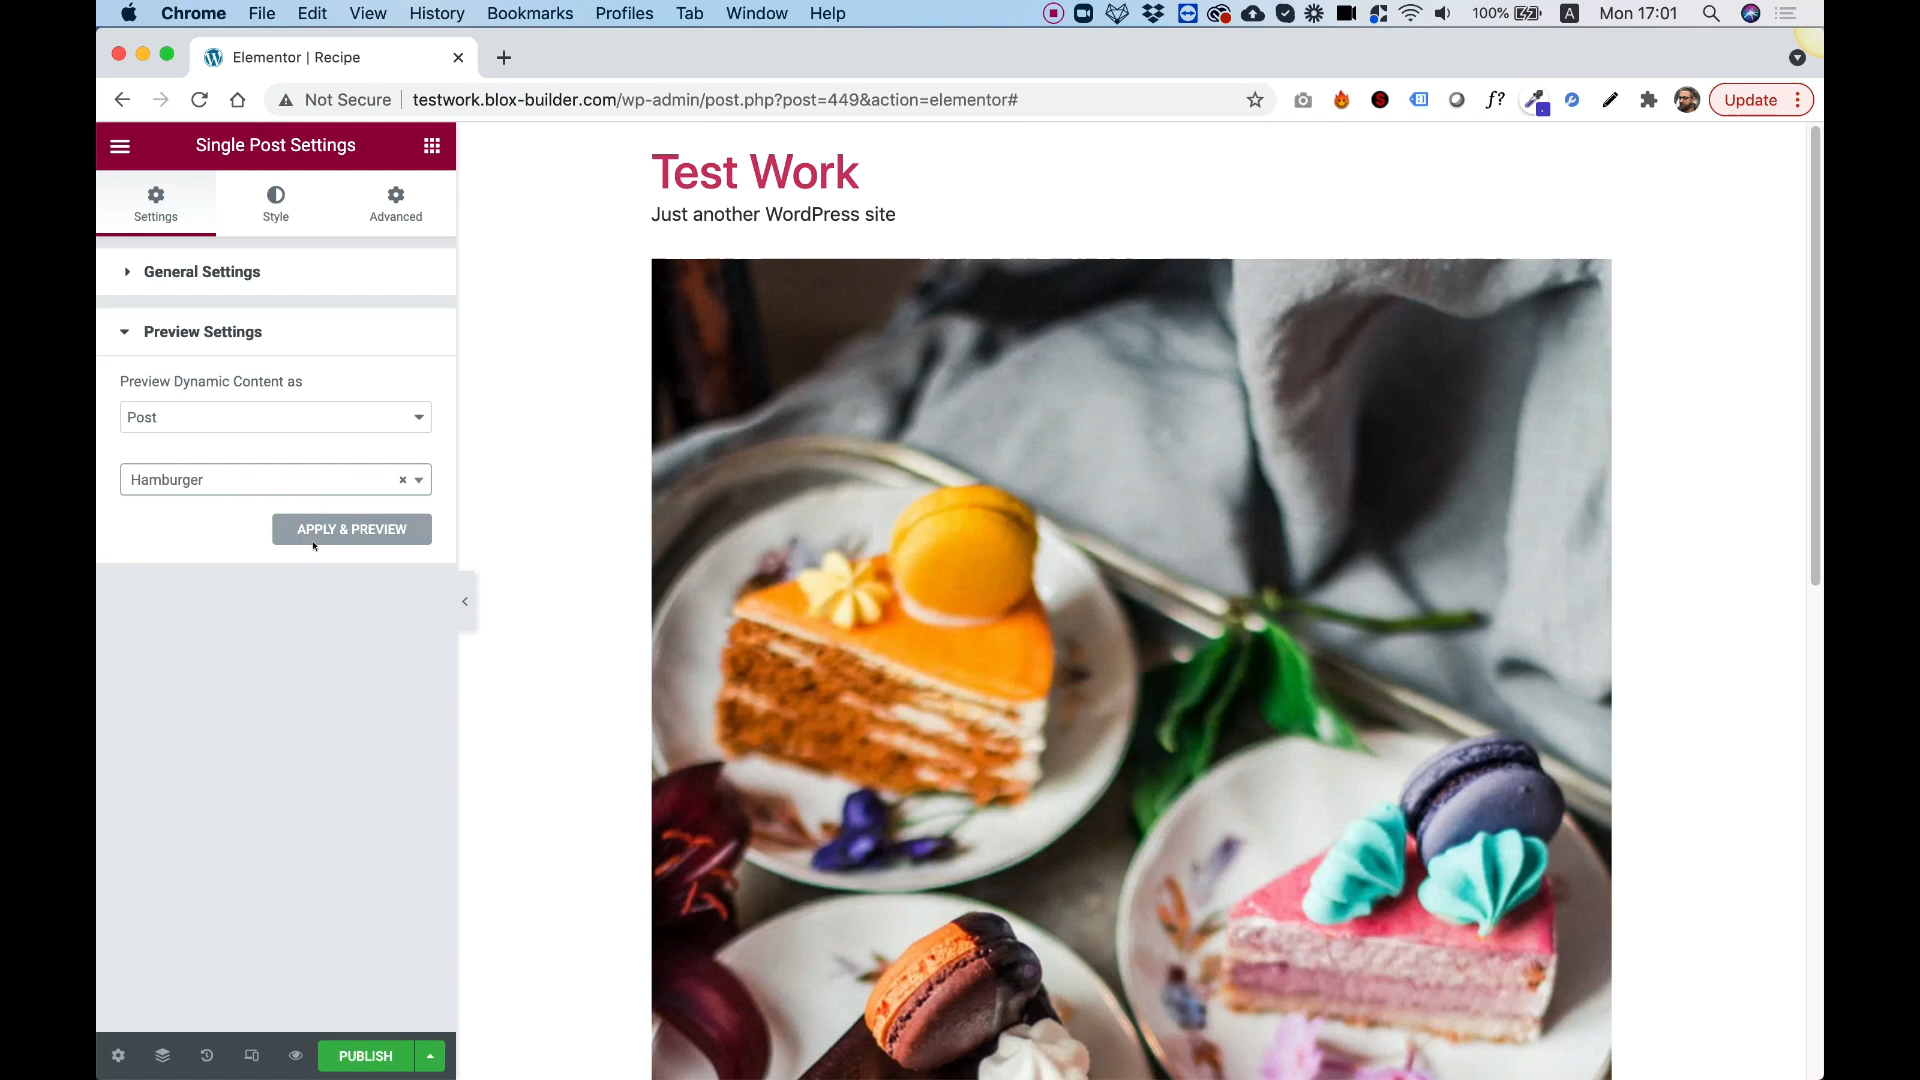 Chrome File Edit View History Bookmarks Profiles Tab Window Help 100% A Mon 17:01
Elementor | Recipe
Not Secure testwork.blox-builder.com/wp-admin/post.php?post=449&action=elementor# f? Update
Single Post Settings
Settings Style Advanced
General Settings
Preview Settings
Preview Dynamic Content as
Post
Hamburger
APPLY & PREVIEW
PUBLISH
Test Work
Just another WordPress site